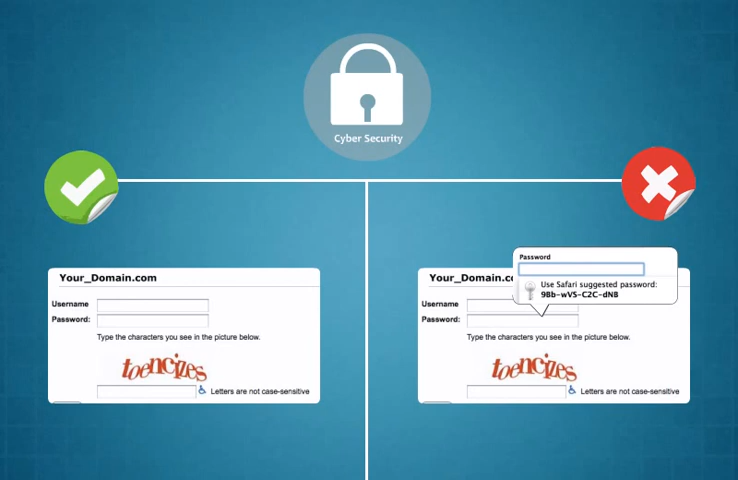 Cyber Security
Your_Domain.com
Username
Password:
Type the characters you see in the picture below.
toencizes
Letters are not case-sensitive
Password
Use Safari suggested password:
9Bb-wVS-C2C-dNB
Your_Domain.c
Username
Password:
Type the characters you see in the picture below.
toencizes
Letters are not case-sensitive